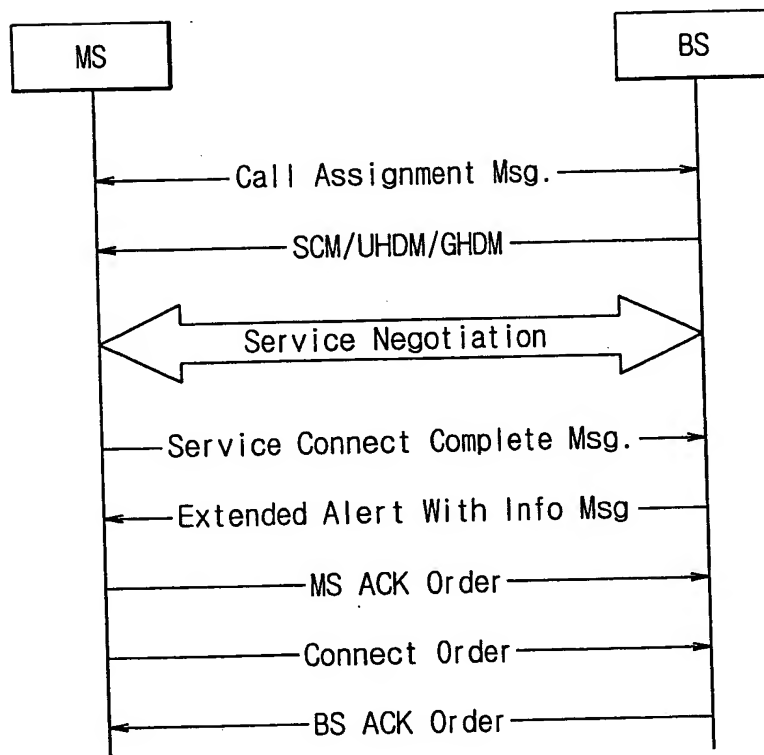 MS
BS
Call Assignment Msg.
SCM/UHDM/GHDM
Service Negotiation
Service Connect Complete Msg.
Extended Alert With Info Msg
MS ACK Order
Connect Order
BS ACK Order